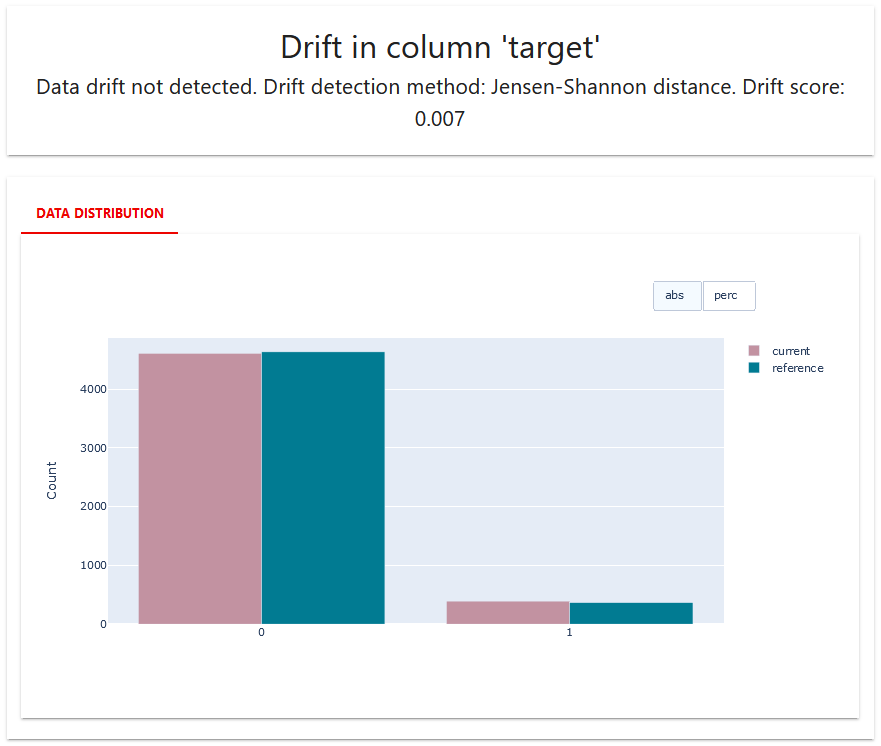 Drift in column 'target'
Data drift not detected. Drift detection method: Jensen-Shannon distance. Drift score:
0.007
DATA DISTRIBUTION
abs perc
current
reference
4000
3000
2000
1000
0
Count
0 1